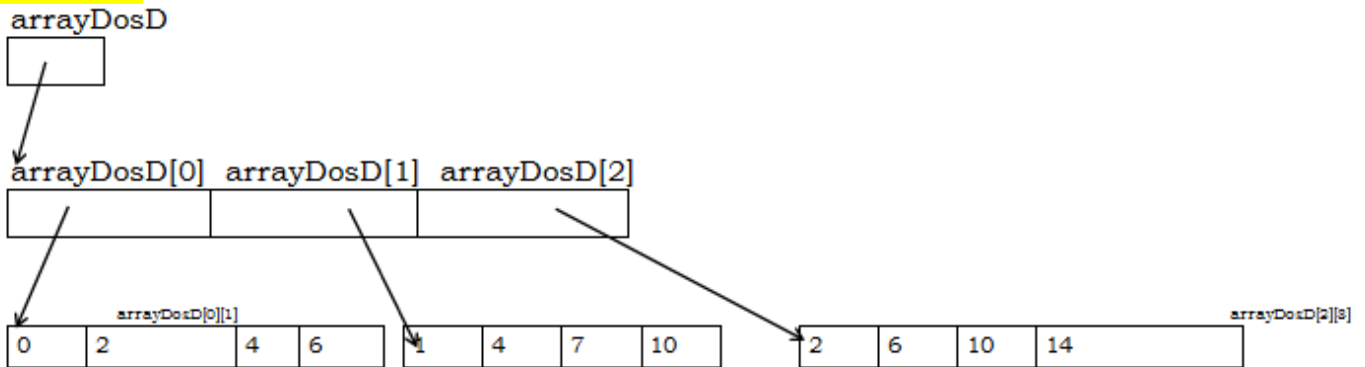 arrayDosD
arrayDosD[0] arrayDosD[1] arrayDosD[2]
arrayDosD[0][1] arrayDosD[2][3]
0 2 4 6 1 4 7 10 2 6 10 14